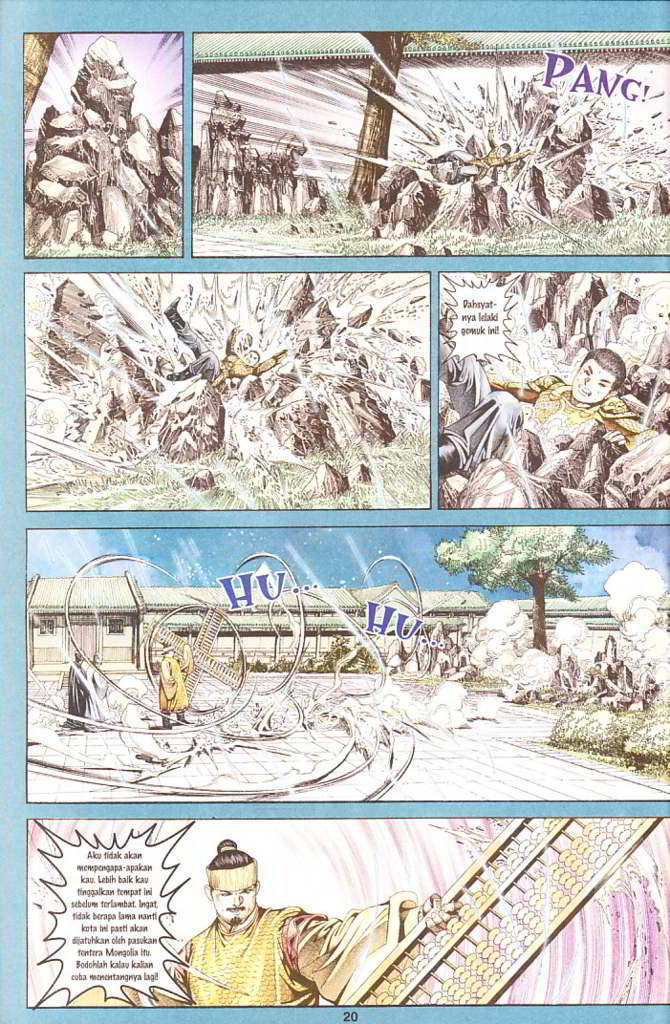 PANG!
Dahsyat-
nya lelaki
gemuk ini!
HU...
HU...
Aku tidak akan
mempengapa-apakan
kau. Lebih baik kau
tinggalkan tempat ini
sebelum terlambat. Ingat,
tidak berapa lama nanti
kota ini pasti akan
dijatuhkan oleh pasukan
tentera Mongolia itu.
Bodohlah kalau kalian
cuba menentangnya lagi!
20